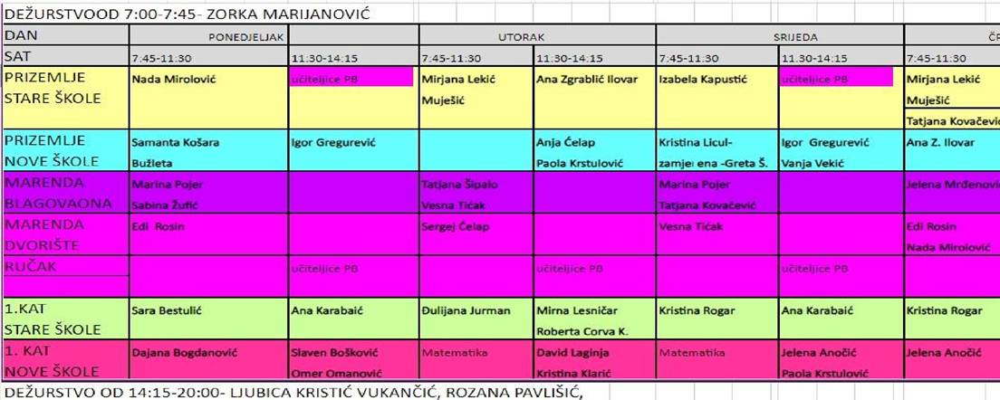 DEŽURSTVOOD 7:00-7:45- ZORKA MARIJANOVIĆ
DAN PONEDJELJAK UTORAK SRIJEDA
SAT 7:45-11:30 11:30-14:15 7:45-11:30 11:30-14:15 7:45-11:30 11:30-14:15 7:45-11:30
PRIZEMLJE Nada Mirolović učiteljice PB Mirjana Lekić Ana Zgrablić Ilovar Izabela Kapustić učiteljice PB Mirjana Lekić
STARE ŠKOLE Muješić Muješić
Tatjana Kovačević
PRIZEMLJE Samanta Košara Igor Gregurević Anja Ćelap Kristina Licul- Igor Gregurević Ana Z. Ilovar
NOVE ŠKOLE Bužleta Paola Krstulović zamjei ena -Greta Š. Vanja Vekić
MARENDA Marina Pojer Tatjana Šipalo Marina Pojer Jelena Mrđenovi
BLAGOVAONA Sabina Žufić Vesna Tićak Tatjana Kovačević
MARENDA Edi Rosin Sergej Ćelap Vesna Tićak Edi Rosin
DVORIŠTE Nada Mirolović
RUČAK učiteljice PB učiteljice PB učiteljice PB
1.KAT Sara Bestulić Ana Karabaić Đulijana Jurman Mirna Lesničar Kristina Rogar Ana Karabaić Kristina Rogar
STARE ŠKOLE Roberta Corva K.
1. KAT Dajana Bogdanović Slaven Bošković Matematika David Laginja Matematika Jelena Anočić Jelena Anočić
NOVE ŠKOLE Omer Omanović Kristina Klarić Paola Krstulović
DEŽURSTVO OD 14:15-20:00- LJUBICA KRISTIĆ VUKANČIĆ, ROZANA PAVLIŠIĆ,